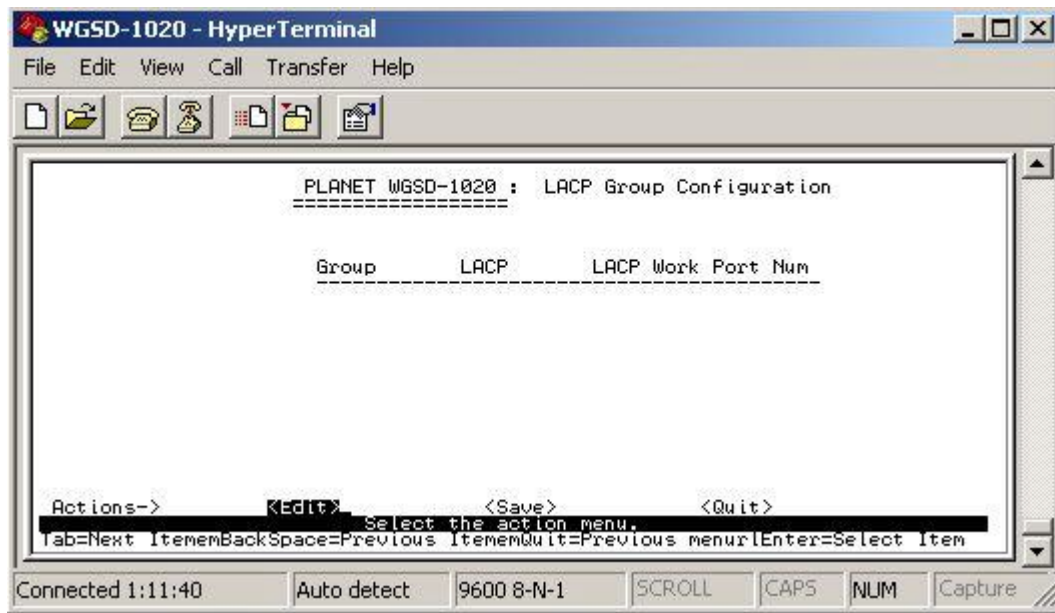 WGSD-1020 - HyperTerminal
File Edit View Call Transfer Help
PLANET WGSD-1020 : LACP Group Configuration
==================
Group LACP LACP Work Port Num
------------------------------------------
Actions-> <Edit> <Save> <Quit>
Select the action menu.
Tab=Next ItememBackSpace=Previous ItememQuit=Previous menurlEnter=Select Item
Connected 1:11:40 Auto detect 9600 8-N-1 SCROLL CAPS NUM Capture